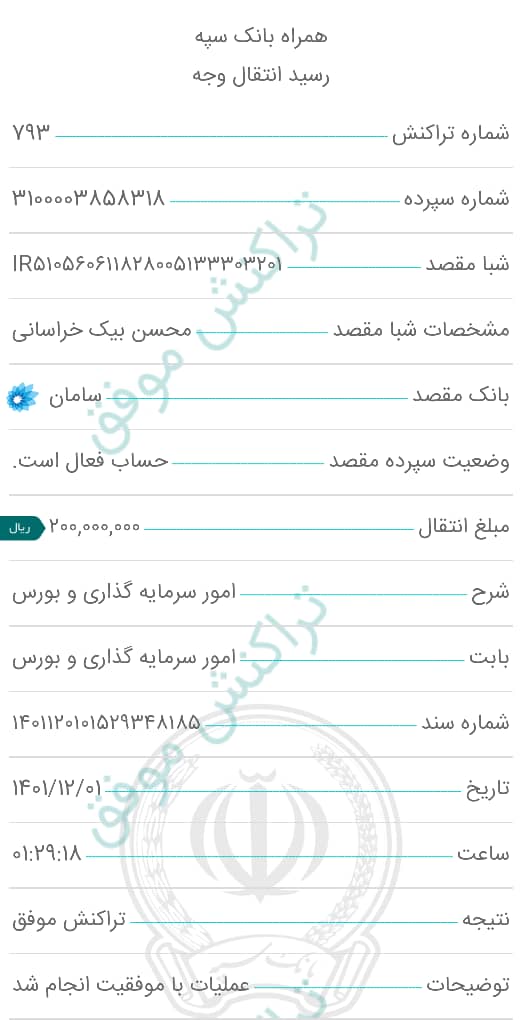 همراه بانک سپه
رسید انتقال وجه
شماره تراکنش ۷۹۳
شماره سپرده ۳۱۰۰۰۰۳۸۵۸۳۱۸
شبا مقصد IR۵۱۰۵۶۰۶۱۱۸۲۸۰۰۵۱۳۳۳۰۳۲۰۱
مشخصات شبا مقصد محسن بیک خراسانی
بانک مقصد سامان
وضعیت سپرده مقصد حساب فعال است.
مبلغ انتقال ۲۰۰,۰۰۰,۰۰۰ ریال
شرح امور سرمایه گذاری و بورس
بابت امور سرمایه گذاری و بورس
شماره سند ۱۴۰۱۱۲۰۱۰۱۵۲۹۳۴۸۱۸۵
تاریخ ۱۴۰۱/۱۲/۰۱
ساعت ۰۱:۲۹:۱۸
نتیجه تراکنش موفق
توضیحات عملیات با موفقیت انجام شد
تراکنش موفق
تراکنش موفق
بانک سپه